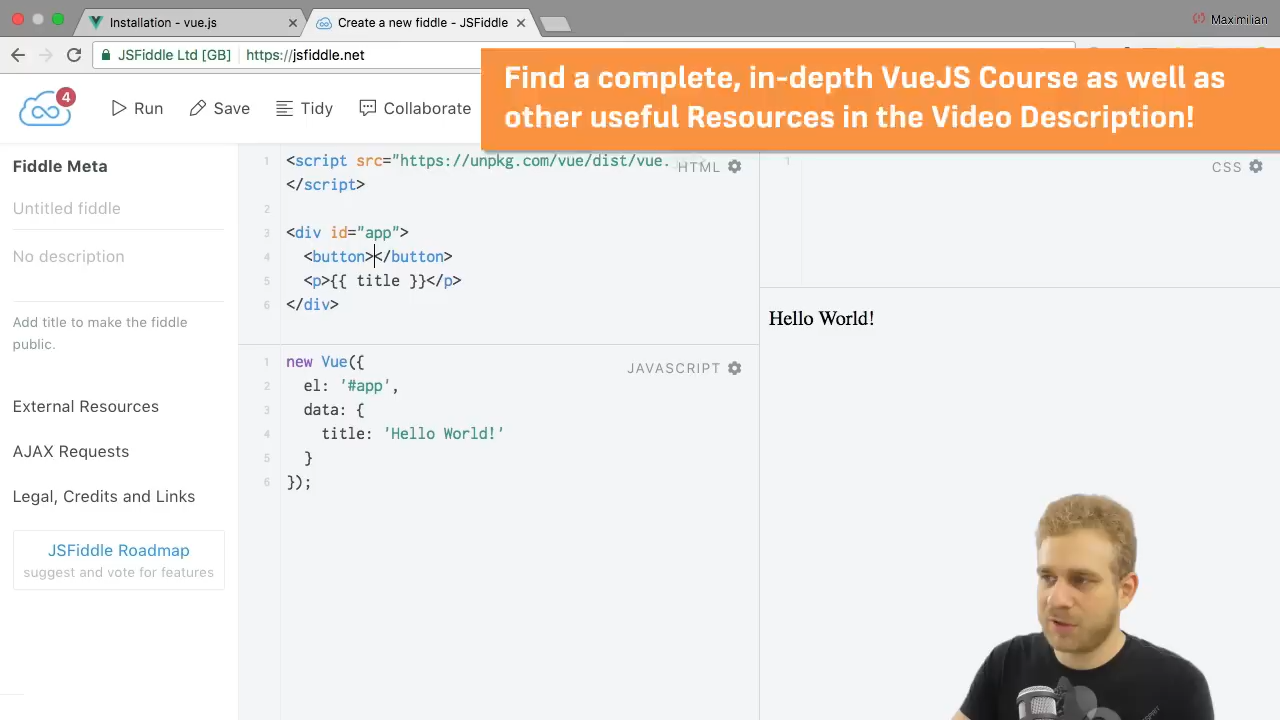 Installation - vue.js
Create a new fiddle - JSFiddle
Maximilian
JSFiddle Ltd [GB]
https://jsfiddle.net
Find a complete, in-depth VueJS Course as well as
other useful Resources in the Video Description!
4
Run
Save
Tidy
Collaborate
Fiddle Meta
Untitled fiddle
No description
Add title to make the fiddle
public.
External Resources
AJAX Requests
Legal, Credits and Links
JSFiddle Roadmap
suggest and vote for features
HTML
1 <script src="https://unpkg.com/vue/dist/vue.
</script>
2
3 <div id="app">
4 <button></button>
5 <p>{{ title }}</p>
6 </div>
JAVASCRIPT
1 new Vue({
2 el: '#app',
3 data: {
4 title: 'Hello World!'
5 }
6 });
CSS
1
Hello World!